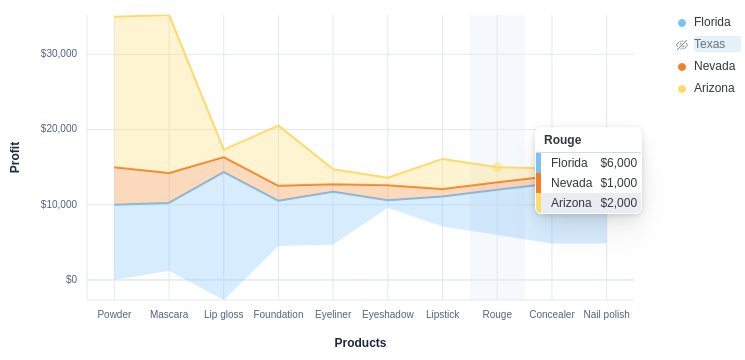 Profit
$30,000
$20,000
$10,000
$0
Powder
Mascara
Lip gloss
Foundation
Eyeliner
Eyeshadow
Lipstick
Rouge
Concealer
Nail polish
Products
Florida
Texas
Nevada
Arizona
Rouge
Florida $6,000
Nevada $1,000
Arizona $2,000